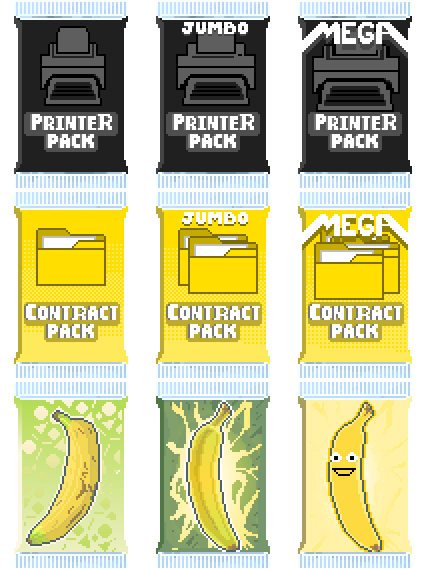 PRINTER
PACK
JUMBO
PRINTER
PACK
MEGA
PRINTER
PACK
CONTRACT
PACK
JUMBO
CONTRACT
PACK
MEGA
CONTRACT
PACK